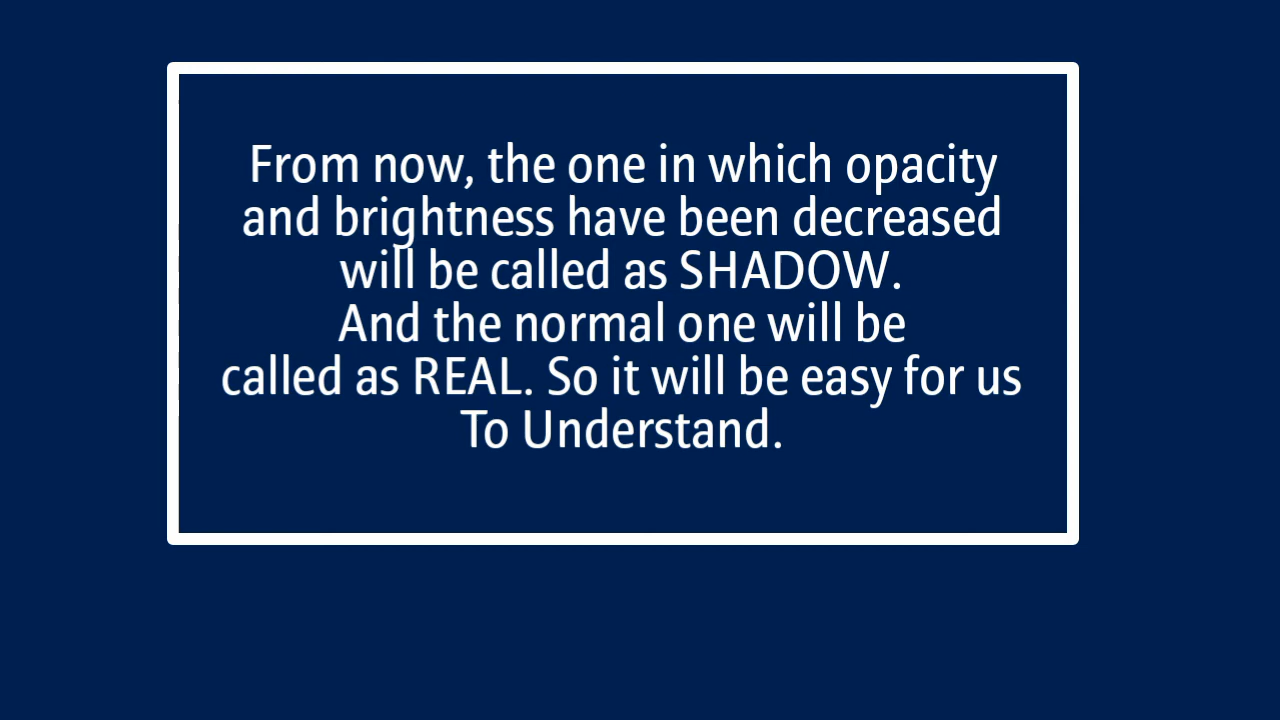 From now, the one in which opacity
and brightness have been decreased
will be called as SHADOW.
And the normal one will be
called as REAL. So it will be easy for us
To Understand.